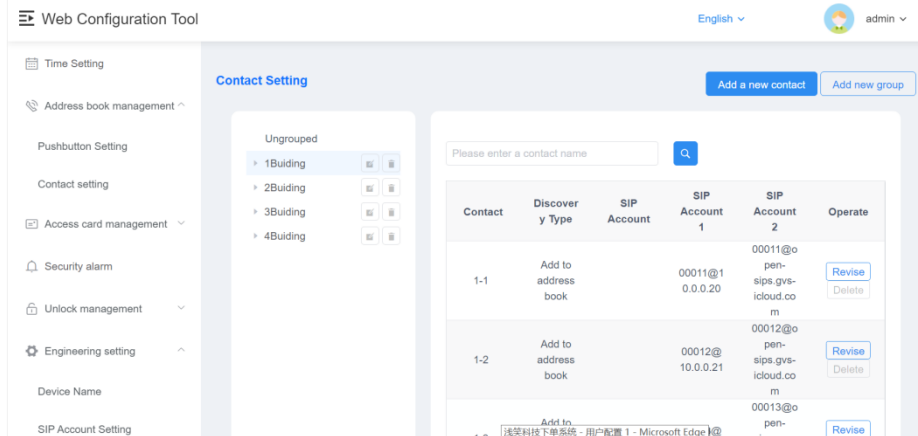 Web Configuration Tool
English
admin
Time Setting
Address book management
Pushbutton Setting
Contact setting
Access card management
Security alarm
Unlock management
Engineering setting
Device Name
SIP Account Setting
Contact Setting
Add a new contact
Add new group
Ungrouped
1Buiding
2Buiding
3Buiding
4Buiding
Please enter a contact name
Contact
Discover
y Type
SIP
Account
SIP
Account
1
SIP
Account
2
Operate
1-1
Add to
address
book
00011@1
0.0.0.20
00011@o
pen-
sips.gvs-
icloud.co
m
Revise
Delete
1-2
Add to
address
book
00012@
10.0.0.21
00012@o
pen-
sips.gvs-
icloud.co
m
Revise
Delete
Add to
00013@o
pen-
Revise
浅笑科技下单系统 - 用户配置 1 - Microsoft Edge